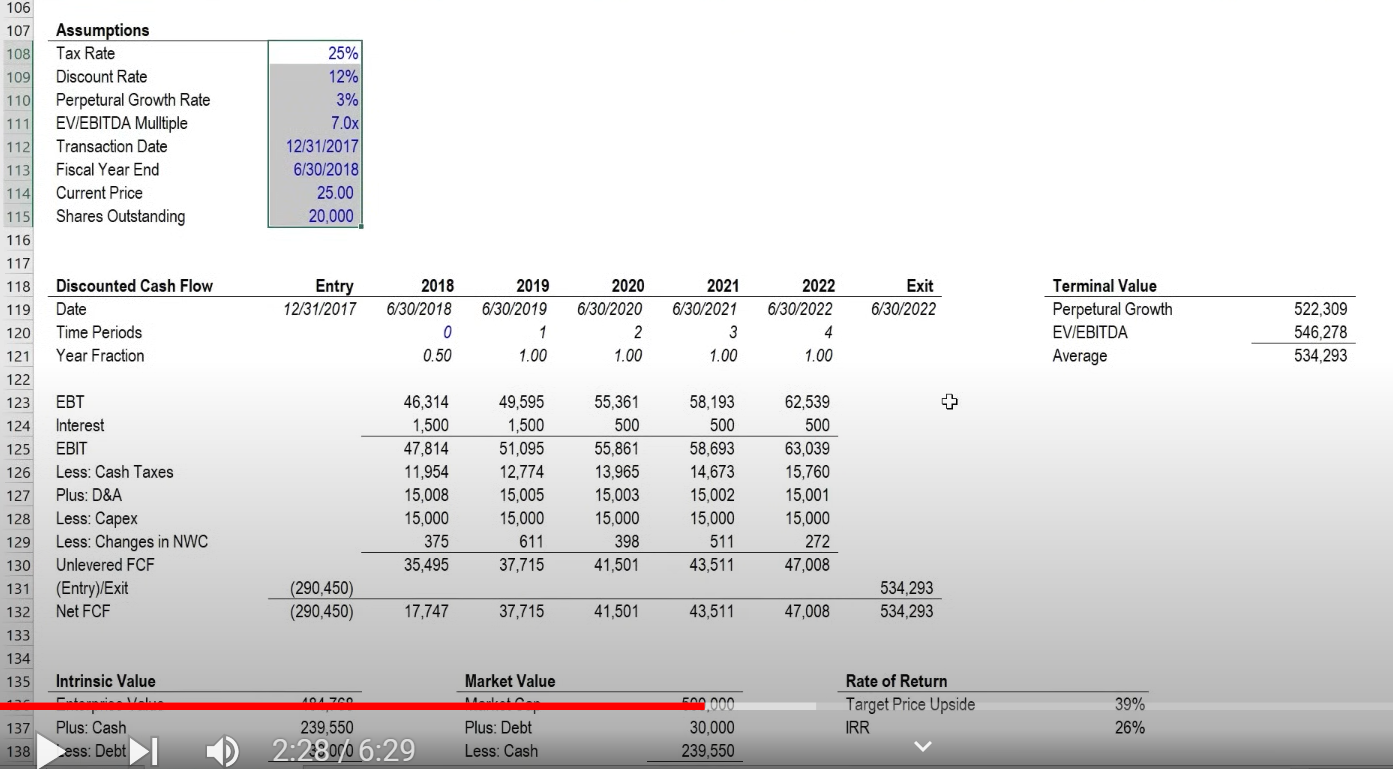 106
107 Assumptions
108 Tax Rate 25%
109 Discount Rate 12%
110 Perpetural Growth Rate 3%
111 EV/EBITDA Mulltiple 7.0x
112 Transaction Date 12/31/2017
113 Fiscal Year End 6/30/2018
114 Current Price 25.00
115 Shares Outstanding 20,000
116
117
118 Discounted Cash Flow Entry 2018 2019 2020 2021 2022 Exit Terminal Value
119 Date 12/31/2017 6/30/2018 6/30/2019 6/30/2020 6/30/2021 6/30/2022 6/30/2022 Perpetural Growth 522,309
120 Time Periods 0 1 2 3 4 EV/EBITDA 546,278
121 Year Fraction 0.50 1.00 1.00 1.00 1.00 Average 534,293
122
123 EBT 46,314 49,595 55,361 58,193 62,539
124 Interest 1,500 1,500 500 500 500
125 EBIT 47,814 51,095 55,861 58,693 63,039
126 Less: Cash Taxes 11,954 12,774 13,965 14,673 15,760
127 Plus: D&A 15,008 15,005 15,003 15,002 15,001
128 Less: Capex 15,000 15,000 15,000 15,000 15,000
129 Less: Changes in NWC 375 611 398 511 272
130 Unlevered FCF 35,495 37,715 41,501 43,511 47,008
131 (Entry)/Exit (290,450) 534,293
132 Net FCF (290,450) 17,747 37,715 41,501 43,511 47,008 534,293
133
134
135 Intrinsic Value Market Value Rate of Return
Enterprise Value Market Cap Target Price Upside 39%
137 Plus: Cash 239,550 Plus: Debt 30,000 IRR 26%
138 Less: Debt Less: Cash 239,550
2:28 / 6:29